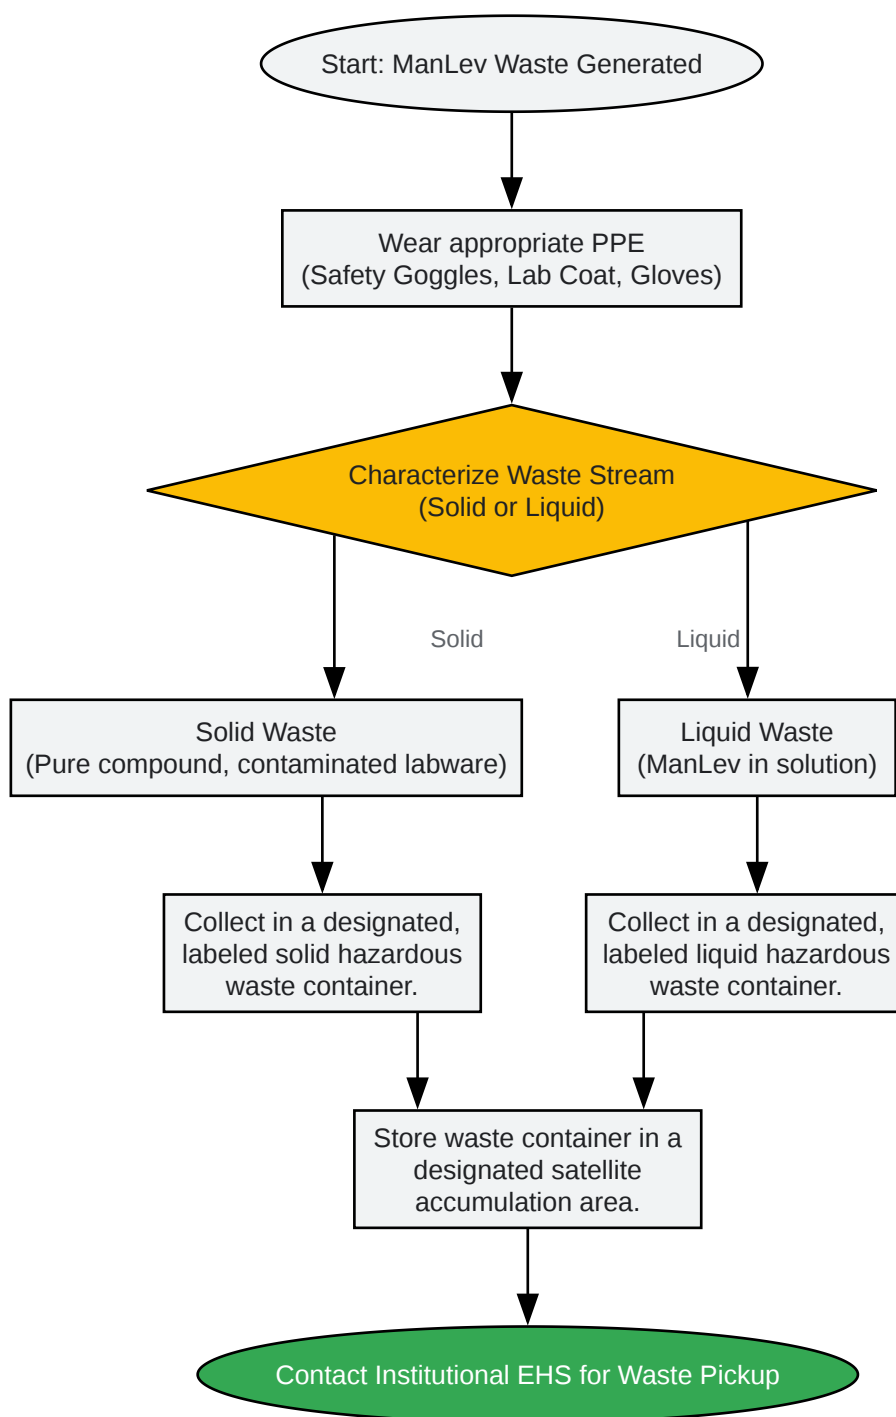 Start: ManLev Waste Generated
Wear appropriate PPE
(Safety Goggles, Lab Coat, Gloves)
Characterize Waste Stream
(Solid or Liquid)
Solid
Liquid
Solid Waste
(Pure compound, contaminated labware)
Liquid Waste
(ManLev in solution)
Collect in a designated,
labeled solid hazardous
waste container.
Collect in a designated,
labeled liquid hazardous
waste container.
Store waste container in a
designated satellite
accumulation area.
Contact Institutional EHS for Waste Pickup